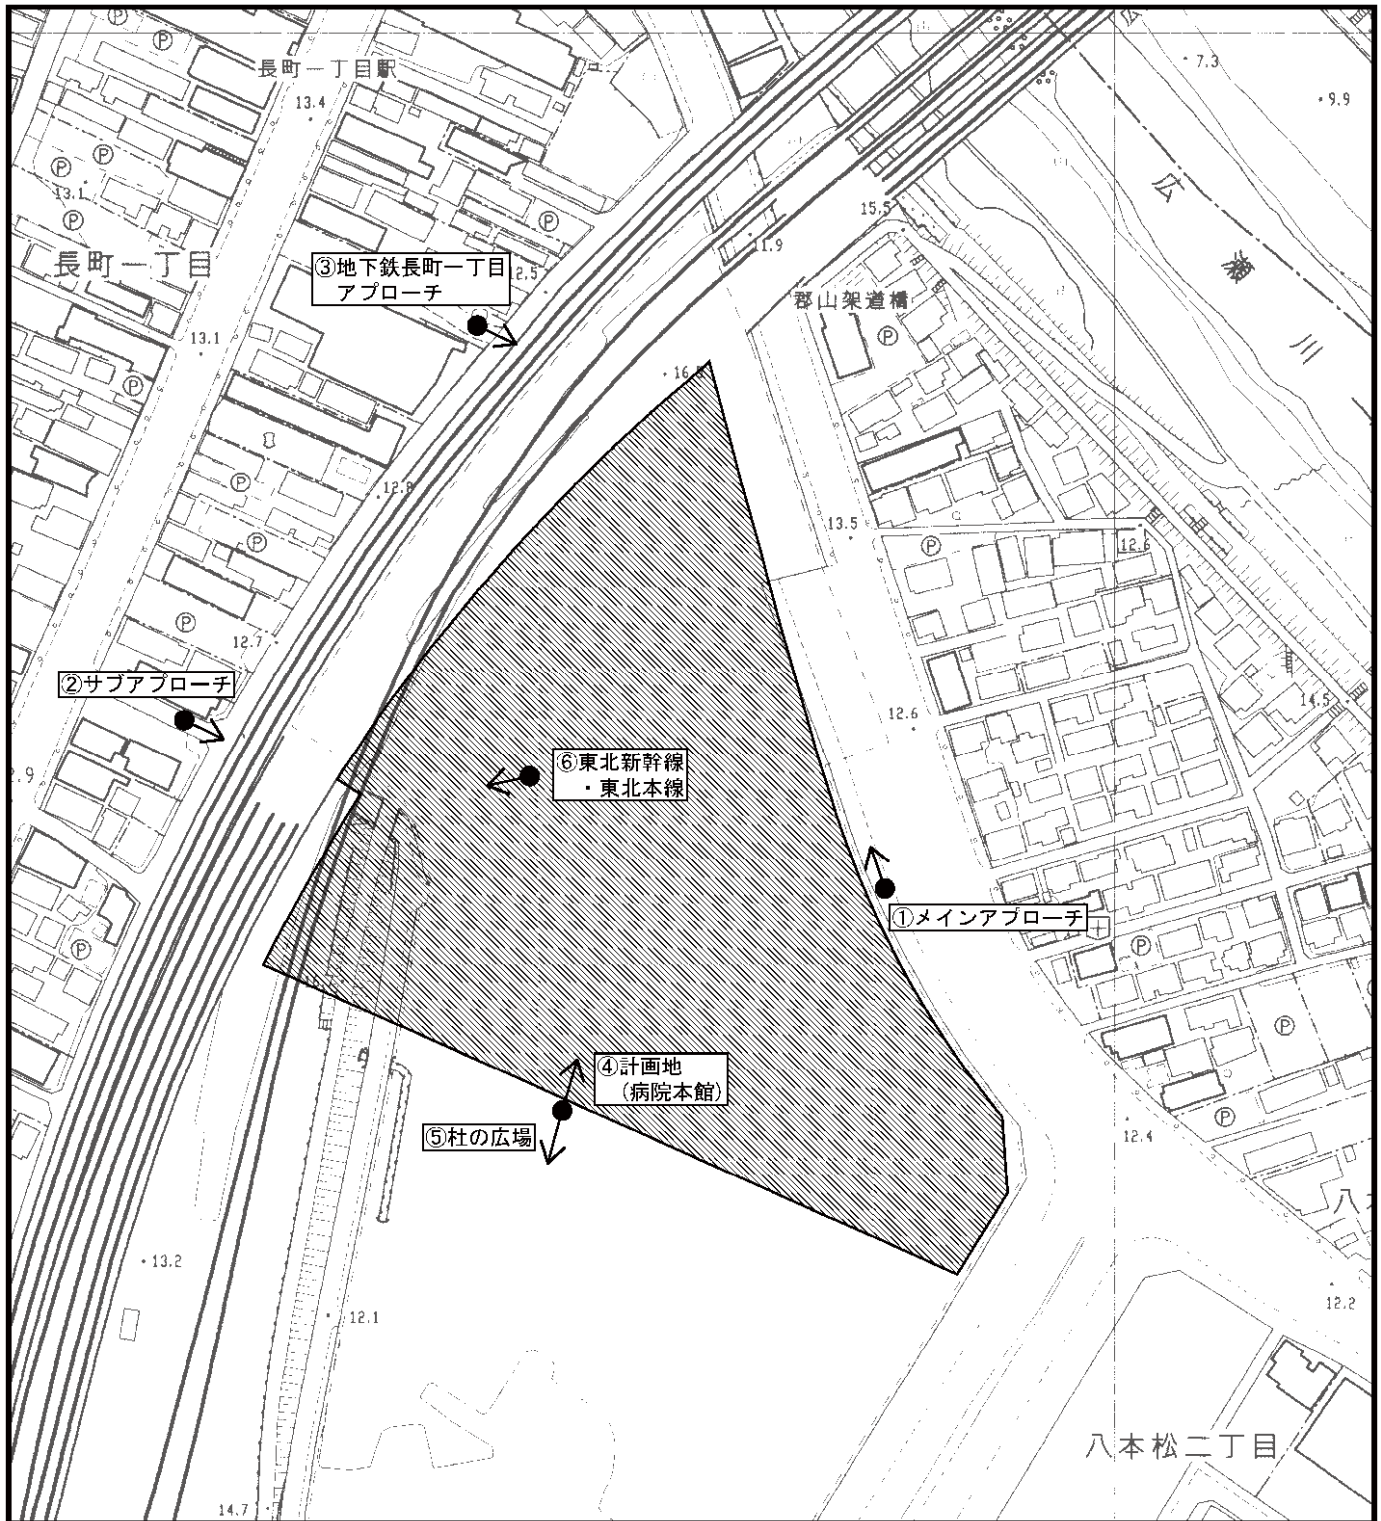 Ⓟ
Ⓟ
長町一丁目駅
13.4
7.3
9.9
Ⓟ
Ⓟ
13.1
Ⓟ
Ⓟ
長町一丁目
広
瀬
川
15.5
11.9
③地下鉄長町一丁目
アプローチ
12.5
郡山架道橋
Ⓟ
13.1
Ⓟ
Ⓟ
12.8
13.5
Ⓟ
12.6
Ⓟ
Ⓟ
12.7
②サブアプローチ
14.5
12.6
⑥東北新幹線
・東北本線
①メインアプローチ
Ⓟ
Ⓟ
Ⓟ
④計画地
(病院本館)
Ⓟ
12.4
⑤杜の広場
13.2
12.1
12.2
八本松二丁目
14.7